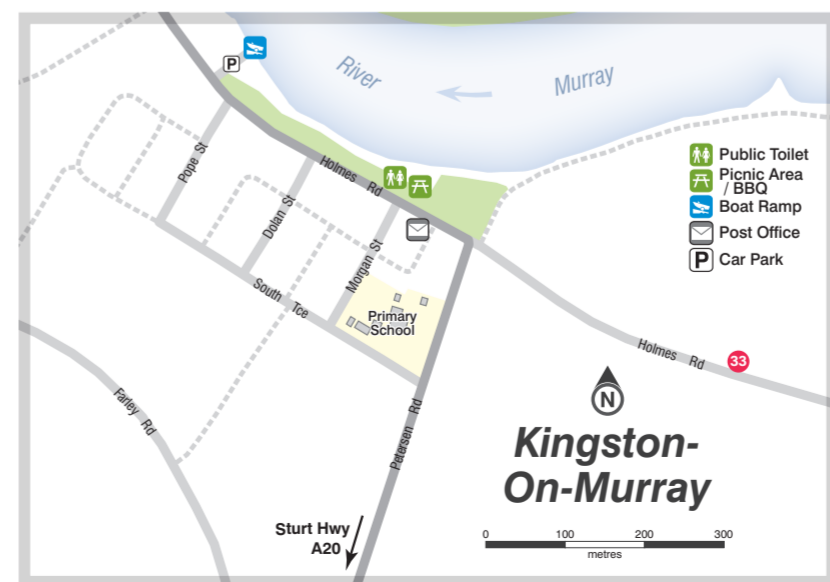 P
River
Murray
Pope St
Holmes Rd
Dolan St
Morgan St
South Tce
Primary
School
Farley Rd
Petersen Rd
Holmes Rd
33
Public Toilet
Picnic Area
/ BBQ
Boat Ramp
Post Office
P Car Park
N
Kingston-
On-Murray
Sturt Hwy
A20
0 100 200 300
metres